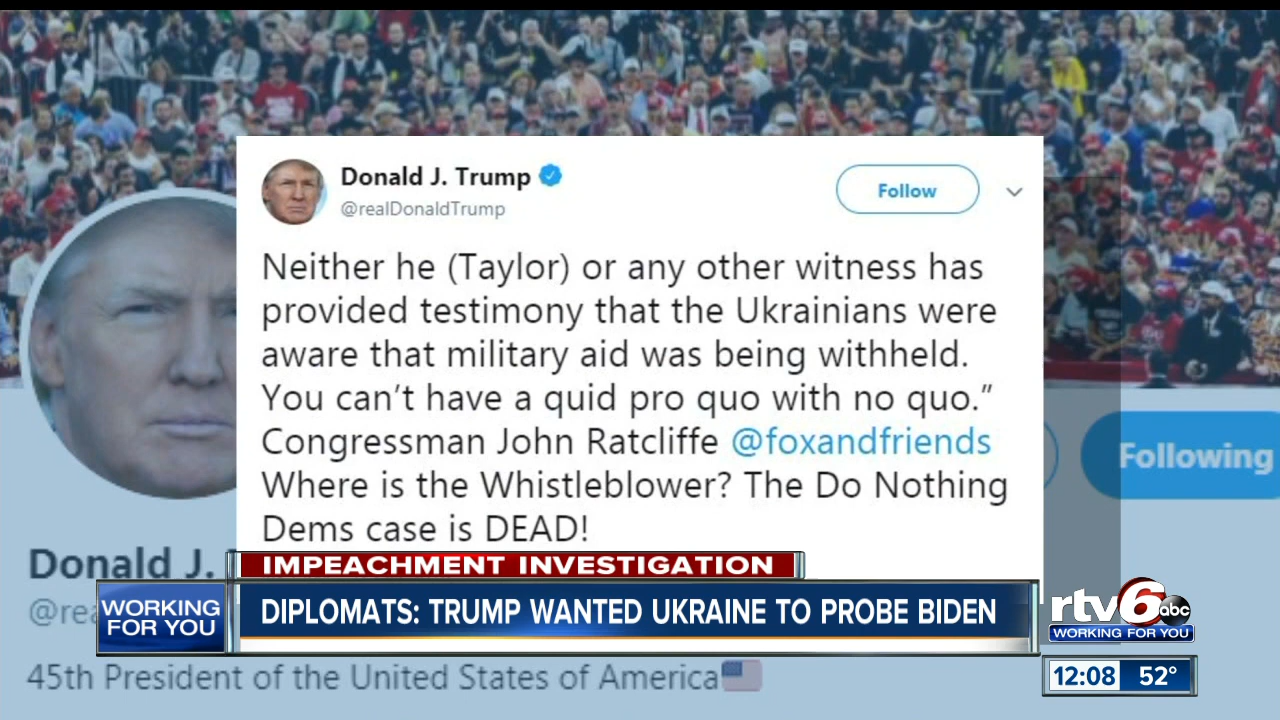 Donald J. Trump
@realDonaldTrump
Follow
Neither he (Taylor) or any other witness has
provided testimony that the Ukrainians were
aware that military aid was being withheld.
You can't have a quid pro quo with no quo.”
Congressman John Ratcliffe @foxandfriends
Where is the Whistleblower? The Do Nothing
Dems case is DEAD!
Following
Donald J.
@rea
IMPEACHMENT INVESTIGATION
WORKING
FOR YOU
DIPLOMATS: TRUMP WANTED UKRAINE TO PROBE BIDEN
rtv6 abc
WORKING FOR YOU
45th President of the United States of America
12:08 52°